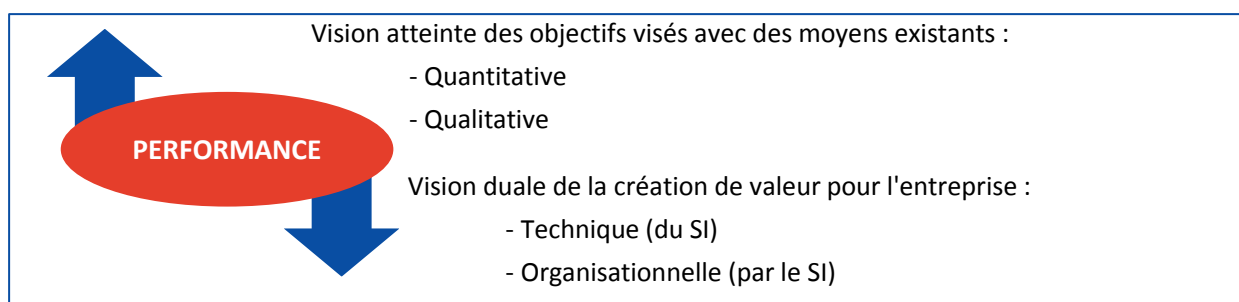 Vision atteinte des objectifs visés avec des moyens existants :
- Quantitative
- Qualitative
PERFORMANCE
Vision duale de la création de valeur pour l'entreprise :
- Technique (du SI)
- Organisationnelle (par le SI)